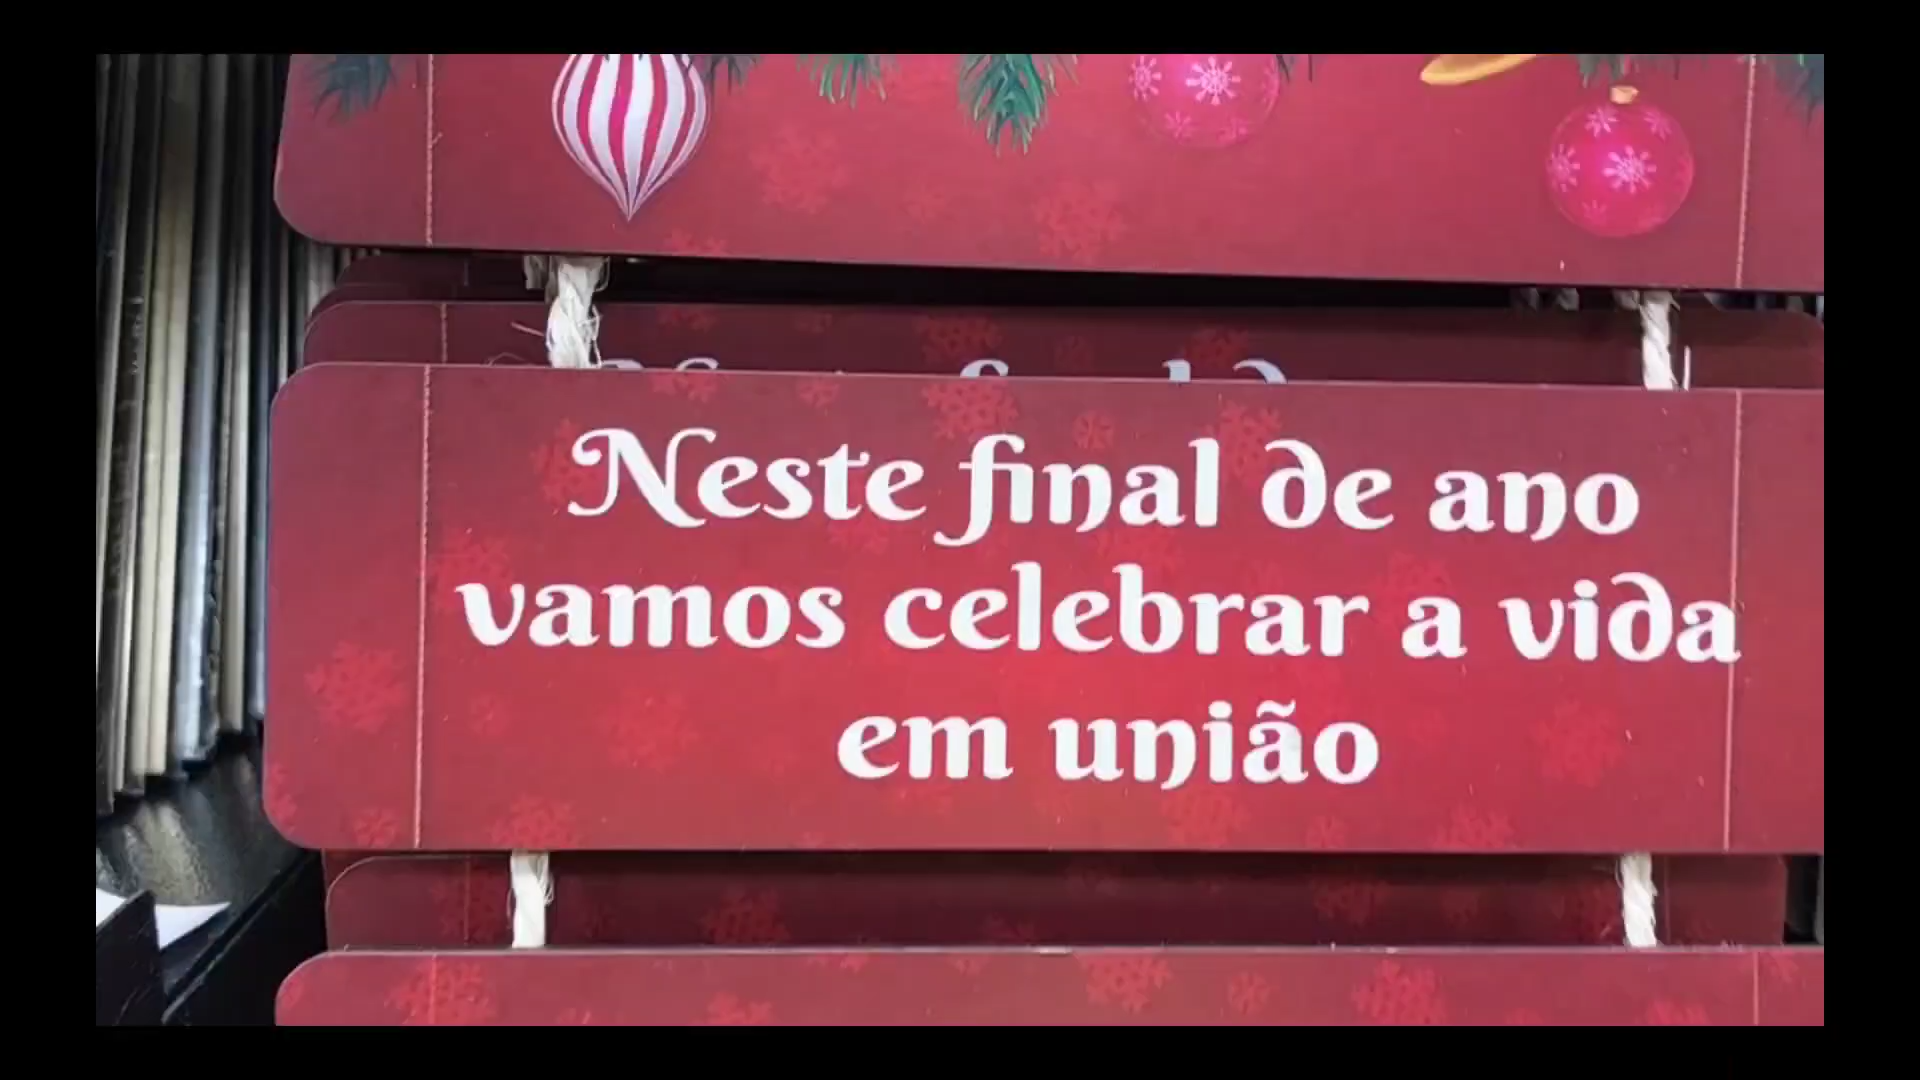 Neste final de ano
vamos celebrar a vida
em união